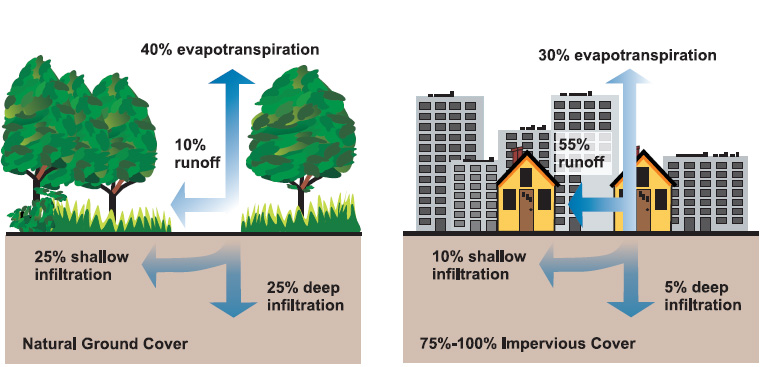 40% evapotranspiration
10%
runoff
25% shallow
infiltration
25% deep
infiltration
Natural Ground Cover
30% evapotranspiration
55%
runoff
10% shallow
infiltration
5% deep
infiltration
75%-100% Impervious Cover